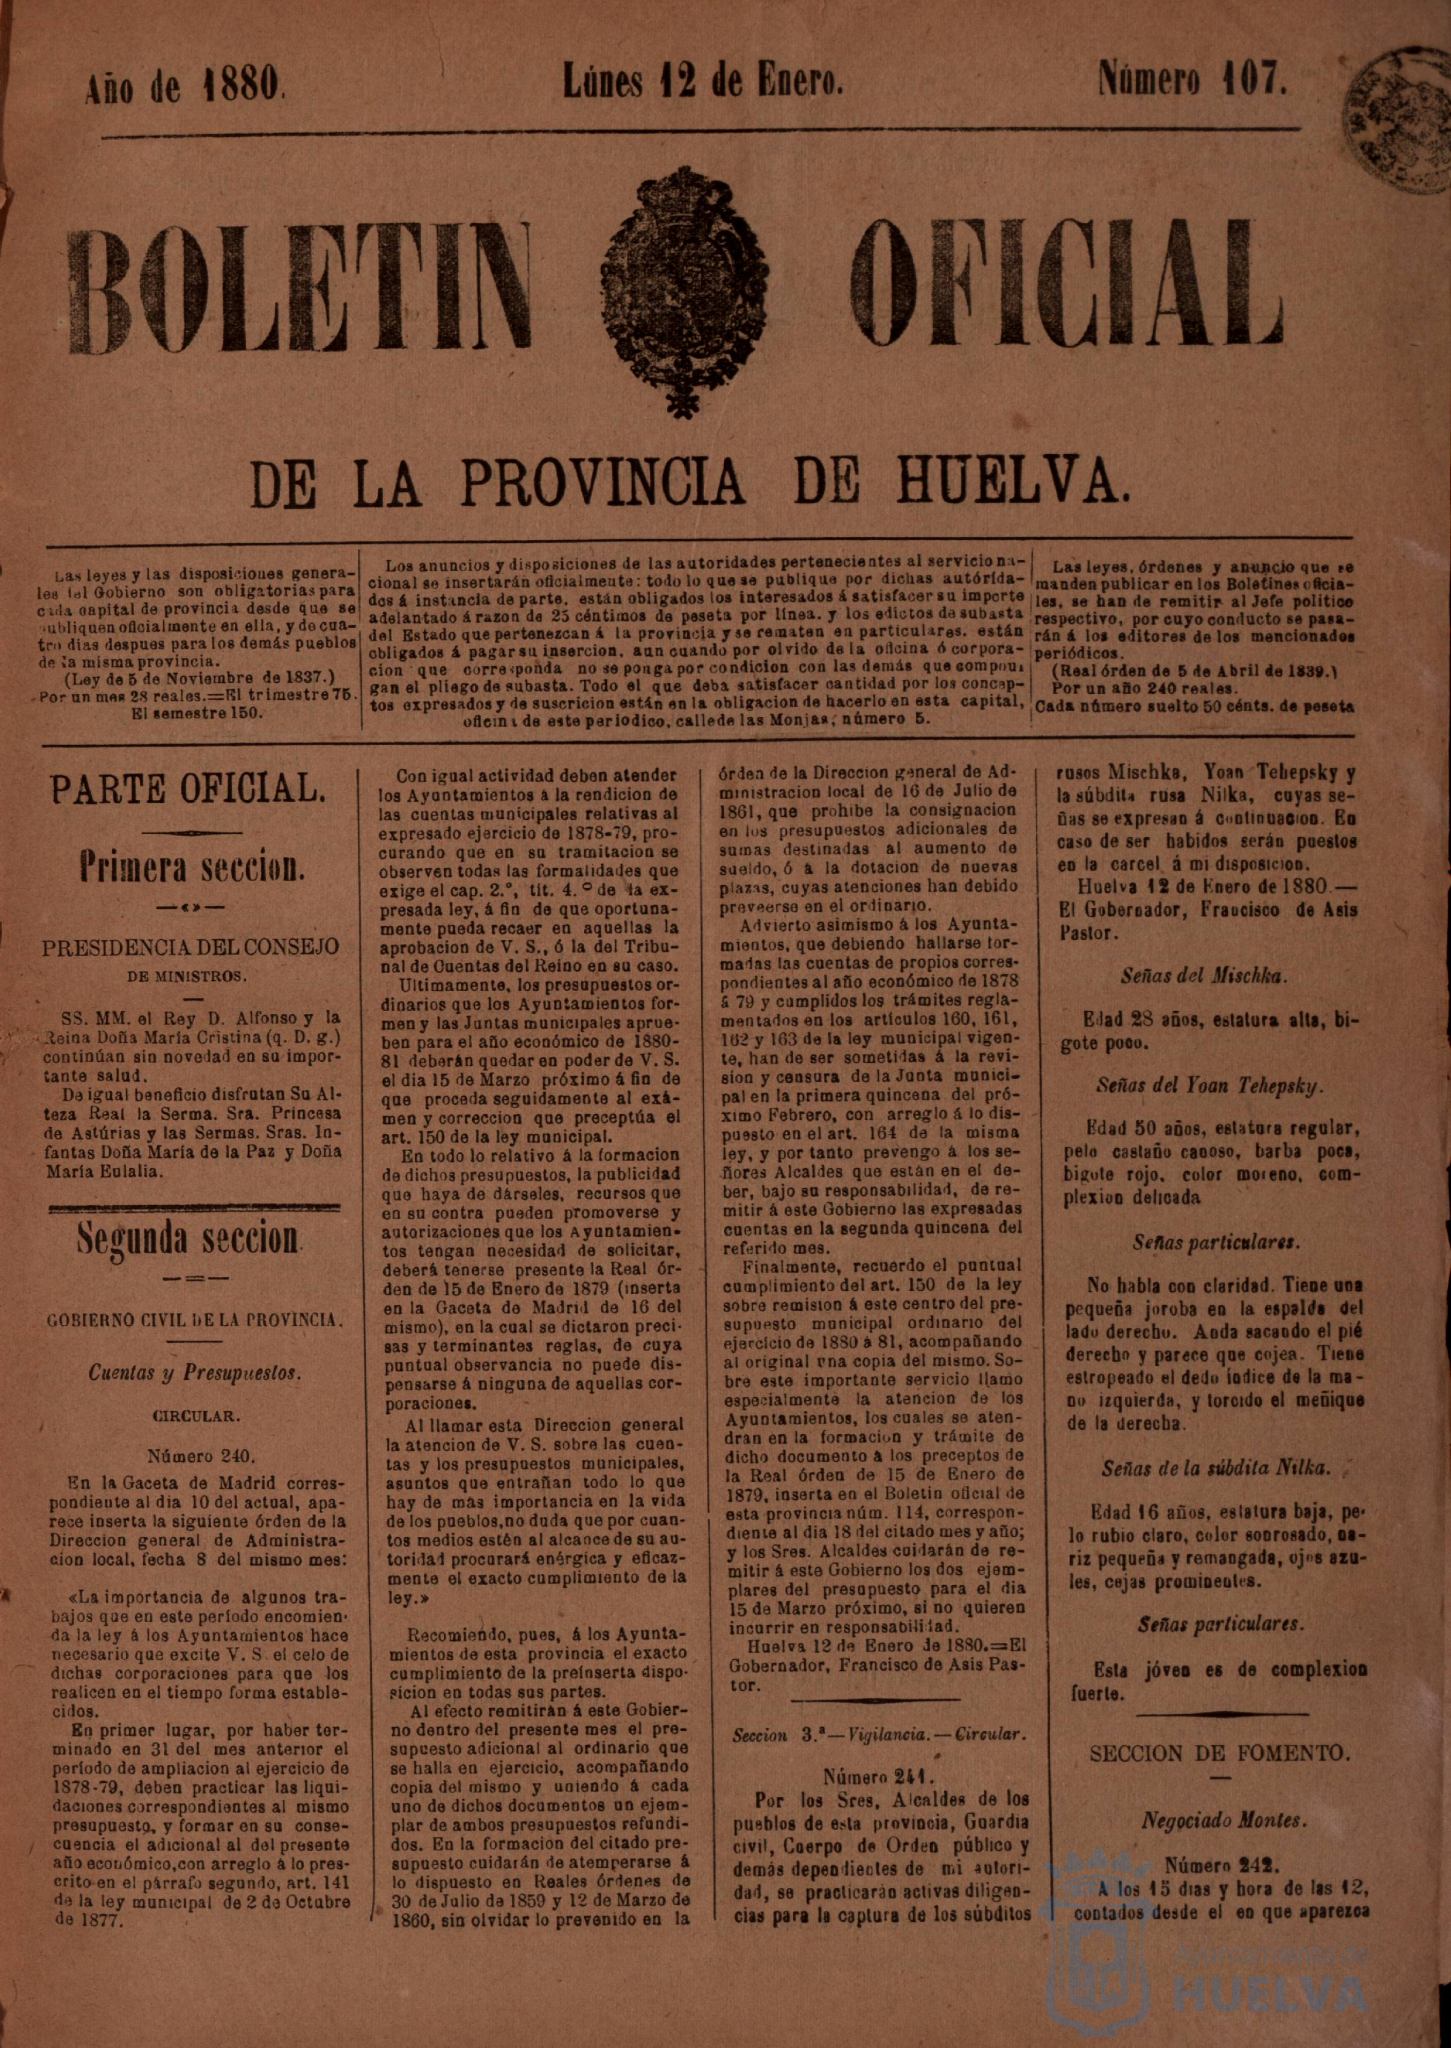 Año de 1880.
Lúnes 12 de Enero.
Número 107.
BOLETIN OFICIAL
DE LA PROVINCIA DE HUELVA.
Las leyes y las disposiciones genera-
les del Gobierno son obligatorias para
cada capital de provincia desde que se
publiquen oficialmente en ella, y de cua-
tro dias despues para los demás pueblos
de la misma provincia.
(Ley de 5 de Noviembre de 1837.)
Por un mes 28 reales.=El trimestre 75.
El semestre 150.
Los anuncios y disposiciones de las autoridades pertenecientes al servicio na-
cional se insertarán oficialmente: todo lo que se publique por dichas autórida-
dos á instancia de parte, están obligados los interesados á satisfacer su importe
adelantado á razon de 25 céntimos de peseta por línea. y los edictos de subasta
del Estado que pertenezcan á la provincia y se rematen en particulares. están
obligados á pagar su insercion, aun cuando por olvido de la oficina ó corpora-
cion que corresponda no se ponga por condicion con las demás que compon
gan el pliego de subasta. Todo el que deba satisfacer cantidad por los concep-
tos expresados y de suscricion están en la obligacion de hacerlo en esta capital,
oficina de este periodico, calle de las Monjas, número 5.
Las leyes, órdenes y anuncio que se
manden publicar en los Boletines oficia-
les, se han de remitir al Jefe politico
respectivo, por cuyo conducto se pasa-
rán á los editores de los mencionados
periódicos.
(Real órden de 5 de Abril de 1839.)
Por un año 240 reales.
Cada número suelto 50 cénts. de peseta
PARTE OFICIAL.
Primera seccion.
PRESIDENCIA DEL CONSEJO
DE MINISTROS.
SS. MM. el Rey D. Alfonso y la
Reina Doña María Cristina (q. D. g.)
continúan sin novedad en su impor-
tante salud.
De igual beneficio disfrutan Su Al-
teza Real la Serma. Sra. Princesa
de Astúrias y las Sermas. Sras. In-
fantas Doña María de la Paz y Doña
María Eulalia.
Segunda seccion.
GOBIERNO CIVIL DE LA PROVINCIA.
Cuentas y Presupuestos.
CIRCULAR.
Número 240.
En la Gaceta de Madrid corres-
pondiente al dia 10 del actual, apa-
rece inserta la siguiente órden de la
Direccion general de Administra-
cion local, fecha 8 del mismo mes:
«La importancia de algunos tra-
bajos que en este período encomien-
da la ley á los Ayuntamientos hace
necesario que excite V. S. el celo de
dichas corporaciones para que los
realicen en el tiempo forma estable-
cidos.
En primer lugar, por haber ter-
minado en 31 del mes anterior el
período de ampliacion al ejercicio de
1878-79, deben practicar las liqui-
daciones correspondientes al mismo
presupuesto, y formar en su conse-
cuencia el adicional al del presente
año económico, con arreglo á lo pres-
crito en el párrafo segundo, art. 141
de la ley municipal de 2 de Octubre
de 1877.
Con igual actividad deben atender
los Ayuntamientos á la rendicion de
las cuentas municipales relativas al
expresado ejercicio de 1878-79, pro-
curando que en su tramitacion se
observen todas las formalidades que
exige el cap. 2.º, tít. 4.º de la ex-
presada ley, á fin de que oportuna-
mente pueda recaer en aquellas la
aprobacion de V. S., ó la del Tribu-
nal de Cuentas del Reino en su caso.
Ultimamente, los presupuestos or-
dinarios que los Ayuntamientos for-
men y las Juntas municipales aprue-
ben para el año económico de 1880-
81 deberán quedar en poder de V. S.
el dia 15 de Marzo próximo á fin de
que proceda seguidamente al exá-
men y correccion que preceptúa el
art. 150 de la ley municipal.
En todo lo relativo á la formacion
de dichos presupuestos, la publicidad
que haya de dárseles, recursos que
en su contra pueden promoverse y
autorizaciones que los Ayuntamien-
tos tengan necesidad de solicitar,
deberá tenerse presente la Real ór-
den de 15 de Enero de 1879 (inserta
en la Gaceta de Madrid de 16 del
mismo), en la cual se dictaron preci-
sas y terminantes reglas, de cuya
puntual observancia no puede dis-
pensarse á ninguna de aquellas cor-
poraciones.
Al llamar esta Direccion general
la atencion de V. S. sobre las cuen-
tas y los presupuestos municipales,
asuntos que entrañan todo lo que
hay de más importancia en la vida
de los pueblos, no duda que por cuan-
tos medios estén al alcance de su au-
toridad procurará enérgica y eficaz-
mente el exacto cumplimiento de la
ley.»
Recomiendo, pues, á los Ayunta-
mientos de esta provincia el exacto
cumplimiento de la preinserta dispo-
sicion en todas sus partes.
Al efecto remitirán á este Gobier-
no dentro del presente mes el pre-
supuesto adicional al ordinario que
se halla en ejercicio, acompañando
copia del mismo y uniendo á cada
uno de dichos documentos un ejem-
plar de ambos presupuestos refundi-
dos. En la formacion del citado pre-
supuesto cuidarán de atemperarse á
lo dispuesto en Reales órdenes de
30 de Julio de 1859 y 12 de Marzo de
1860, sin olvidar lo prevenido en la
órden de la Direccion general de Ad-
ministracion local de 16 de Julio de
1861, que prohibe la consignacion
en los presupuestos adicionales de
sumas destinadas al aumento de
sueldo, ó á la dotacion de nuevas
plazas, cuyas atenciones han debido
preveerse en el ordinario.
Advierto asimismo á los Ayunta-
mientos, que debiendo hallarse tor-
madas las cuentas de propios corres-
pondientes al año económico de 1878
á 79 y cumplidos los trámites regla-
mentados en los artículos 160, 161,
162 y 163 de la ley municipal vigen-
te, han de ser sometidas á la revi-
sion y censura de la Junta munici-
pal en la primera quincena del pró-
ximo Febrero, con arreglo á lo dis-
puesto en el art. 164 de la misma
ley, y por tanto prevengo á los se-
ñores Alcaldes que están en el de-
ber, bajo su responsabilidad, de re-
mitir á este Gobierno las expresadas
cuentas en la segunda quincena del
referido mes.
Finalmente, recuerdo el puntual
cumplimiento del art. 150 de la ley
sobre remision á este centro del pre-
supuesto municipal ordinario del
ejercicio de 1880 á 81, acompañando
al original una copia del mismo. So-
bre este importante servicio llamo
especialmente la atencion de los
Ayuntamientos, los cuales se aten-
dran en la formacion y trámite de
dicho documento á los preceptos de
la Real órden de 15 de Enero de
1879, inserta en el Boletin oficial de
esta provincia núm. 114, correspon-
diente al dia 18 del citado mes y año;
y los Sres. Alcaldes cuidarán de re-
mitir á este Gobierno los dos ejem-
plares del presupuesto para el dia
15 de Marzo próximo, si no quieren
incurrir en responsabilidad.
Huelva 12 de Enero de 1880.=El
Gobernador, Francisco de Asis Pas-
tor.
Seccion 3.ª—Vigilancia.—Circular.
Número 241.
Por los Sres, Alcaldes de los
pueblos de esta provincia, Guardia
civil, Cuerpo de Orden público y
demás dependientes de mi autori-
dad, se practicarán activas diligen-
cias para la captura de los súbditos
rusos Mischka, Yoan Tehepsky y
la súbdita rusa Nilka, cuyas se-
ñas se expresan á continuacion. En
caso de ser habidos serán puestos
en la carcel á mi disposicion.
Huelva 12 de Enero de 1880.—
El Gobernador, Francisco de Asis
Pastor.
Señas del Mischka.
Edad 28 años, estatura alta, bi-
gote poco.
Señas del Yoan Tehepsky.
Edad 50 años, estatura regular,
pelo castaño canoso, barba poca,
bigote rojo, color moreno, com-
plexion delicada
Señas particulares.
No habla con claridad. Tiene una
pequeña joroba en la espalda del
lado derecho. Anda sacando el pié
derecho y parece que cojea. Tiene
estropeado el dedo índice de la ma-
no izquierda, y torcido el meñique
de la derecha.
Señas de la súbdita Nilka.
Edad 16 años, estatura baja, pe-
lo rubio claro, color sonrosado, na-
riz pequeña y remangada, ojos azu-
les, cejas prominentes.
Señas particulares.
Esta jóven es de complexion
fuerte.
SECCION DE FOMENTO.
Negociado Montes.
Número 242.
A los 15 dias y hora de las 12,
contados desde el en que aparezca
Ayuntamiento de
HUELVA